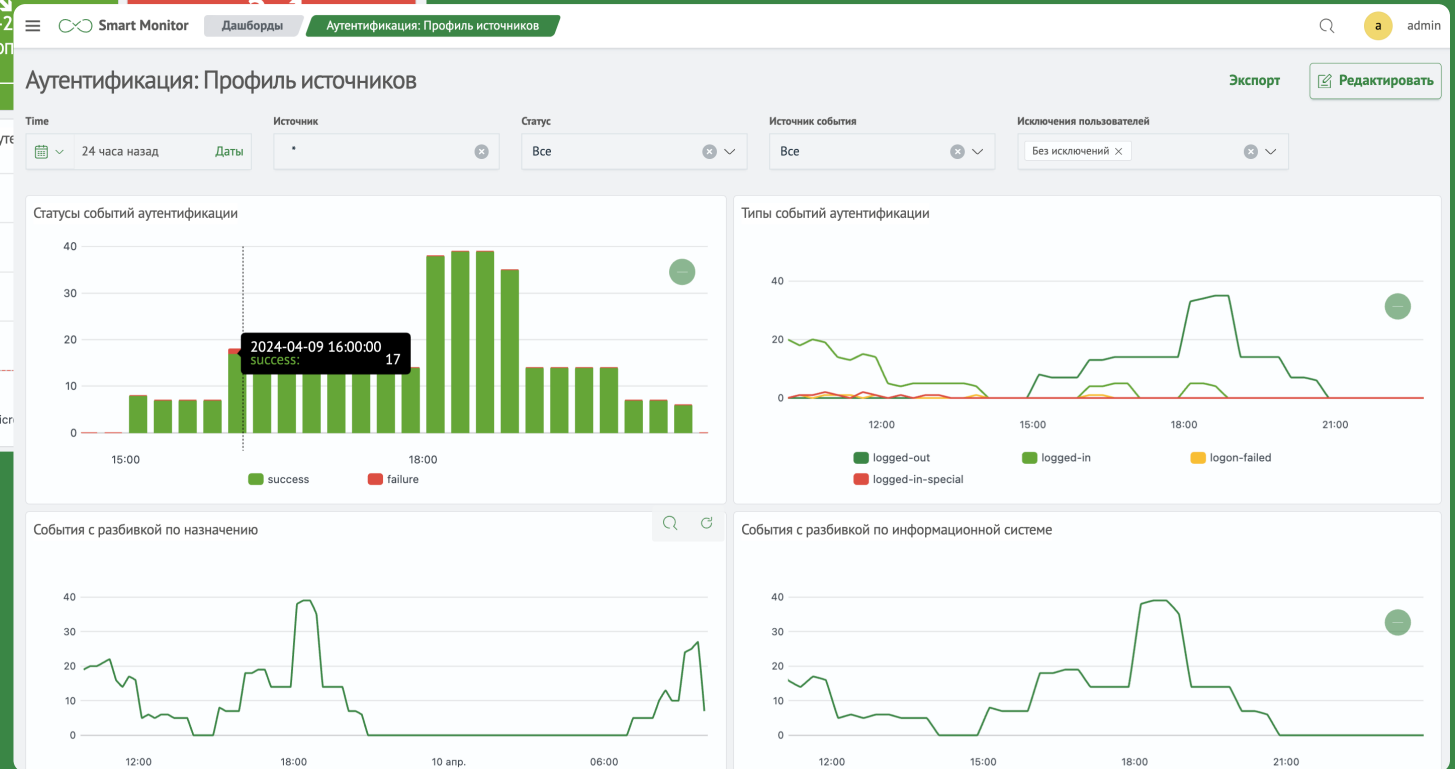 Smart Monitor
Дашборды
Аутентификация: Профиль источников
admin
a
Аутентификация: Профиль источников
Экспорт
Редактировать
Time
Источник
Статус
Источник события
Исключения пользователей
24 часа назад
Даты
*
Все
Все
Без исключений
Статусы событий аутентификации
40
30
20
10
0
2024-04-09 16:00:00
success: 17
15:00
18:00
success
failure
Типы событий аутентификации
40
20
0
12:00
15:00
18:00
21:00
logged-out
logged-in
logon-failed
logged-in-special
События с разбивкой по назначению
40
30
20
10
0
12:00
18:00
10 апр.
06:00
События с разбивкой по информационной системе
40
30
20
10
0
12:00
15:00
18:00
21:00